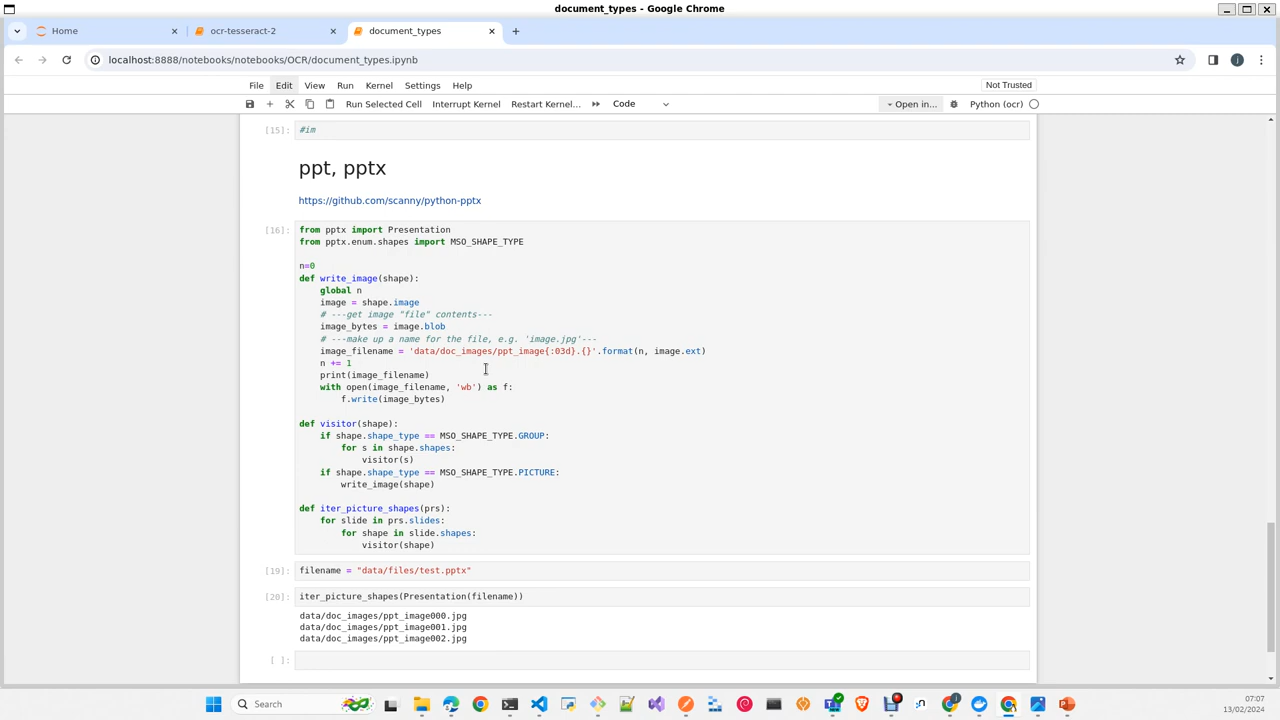 document_types - Google Chrome
Home
ocr-tesseract-2
document_types
localhost:8888/notebooks/notebooks/OCR/document_types.ipynb
File Edit View Run Kernel Settings Help
Not Trusted
Run Selected Cell Interrupt Kernel Restart Kernel... Code
Open in... Python (ocr)
[15]: #im
ppt, pptx
https://github.com/scanny/python-pptx
[16]: from pptx import Presentation
from pptx.enum.shapes import MSO_SHAPE_TYPE
n=0
def write_image(shape):
    global n
    image = shape.image
    # ---get image "file" contents---
    image_bytes = image.blob
    # ---make up a name for the file, e.g. 'image.jpg'---
    image_filename = 'data/doc_images/ppt_image{:03d}.{}'.format(n, image.ext)
    n += 1
    print(image_filename)
    with open(image_filename, 'wb') as f:
        f.write(image_bytes)
def visitor(shape):
    if shape.shape_type == MSO_SHAPE_TYPE.GROUP:
        for s in shape.shapes:
            visitor(s)
    if shape.shape_type == MSO_SHAPE_TYPE.PICTURE:
        write_image(shape)
def iter_picture_shapes(prs):
    for slide in prs.slides:
        for shape in slide.shapes:
            visitor(shape)
[19]: filename = "data/files/test.pptx"
[20]: iter_picture_shapes(Presentation(filename))
data/doc_images/ppt_image000.jpg
data/doc_images/ppt_image001.jpg
data/doc_images/ppt_image002.jpg
[ ]:
Search
07:07
13/02/2024